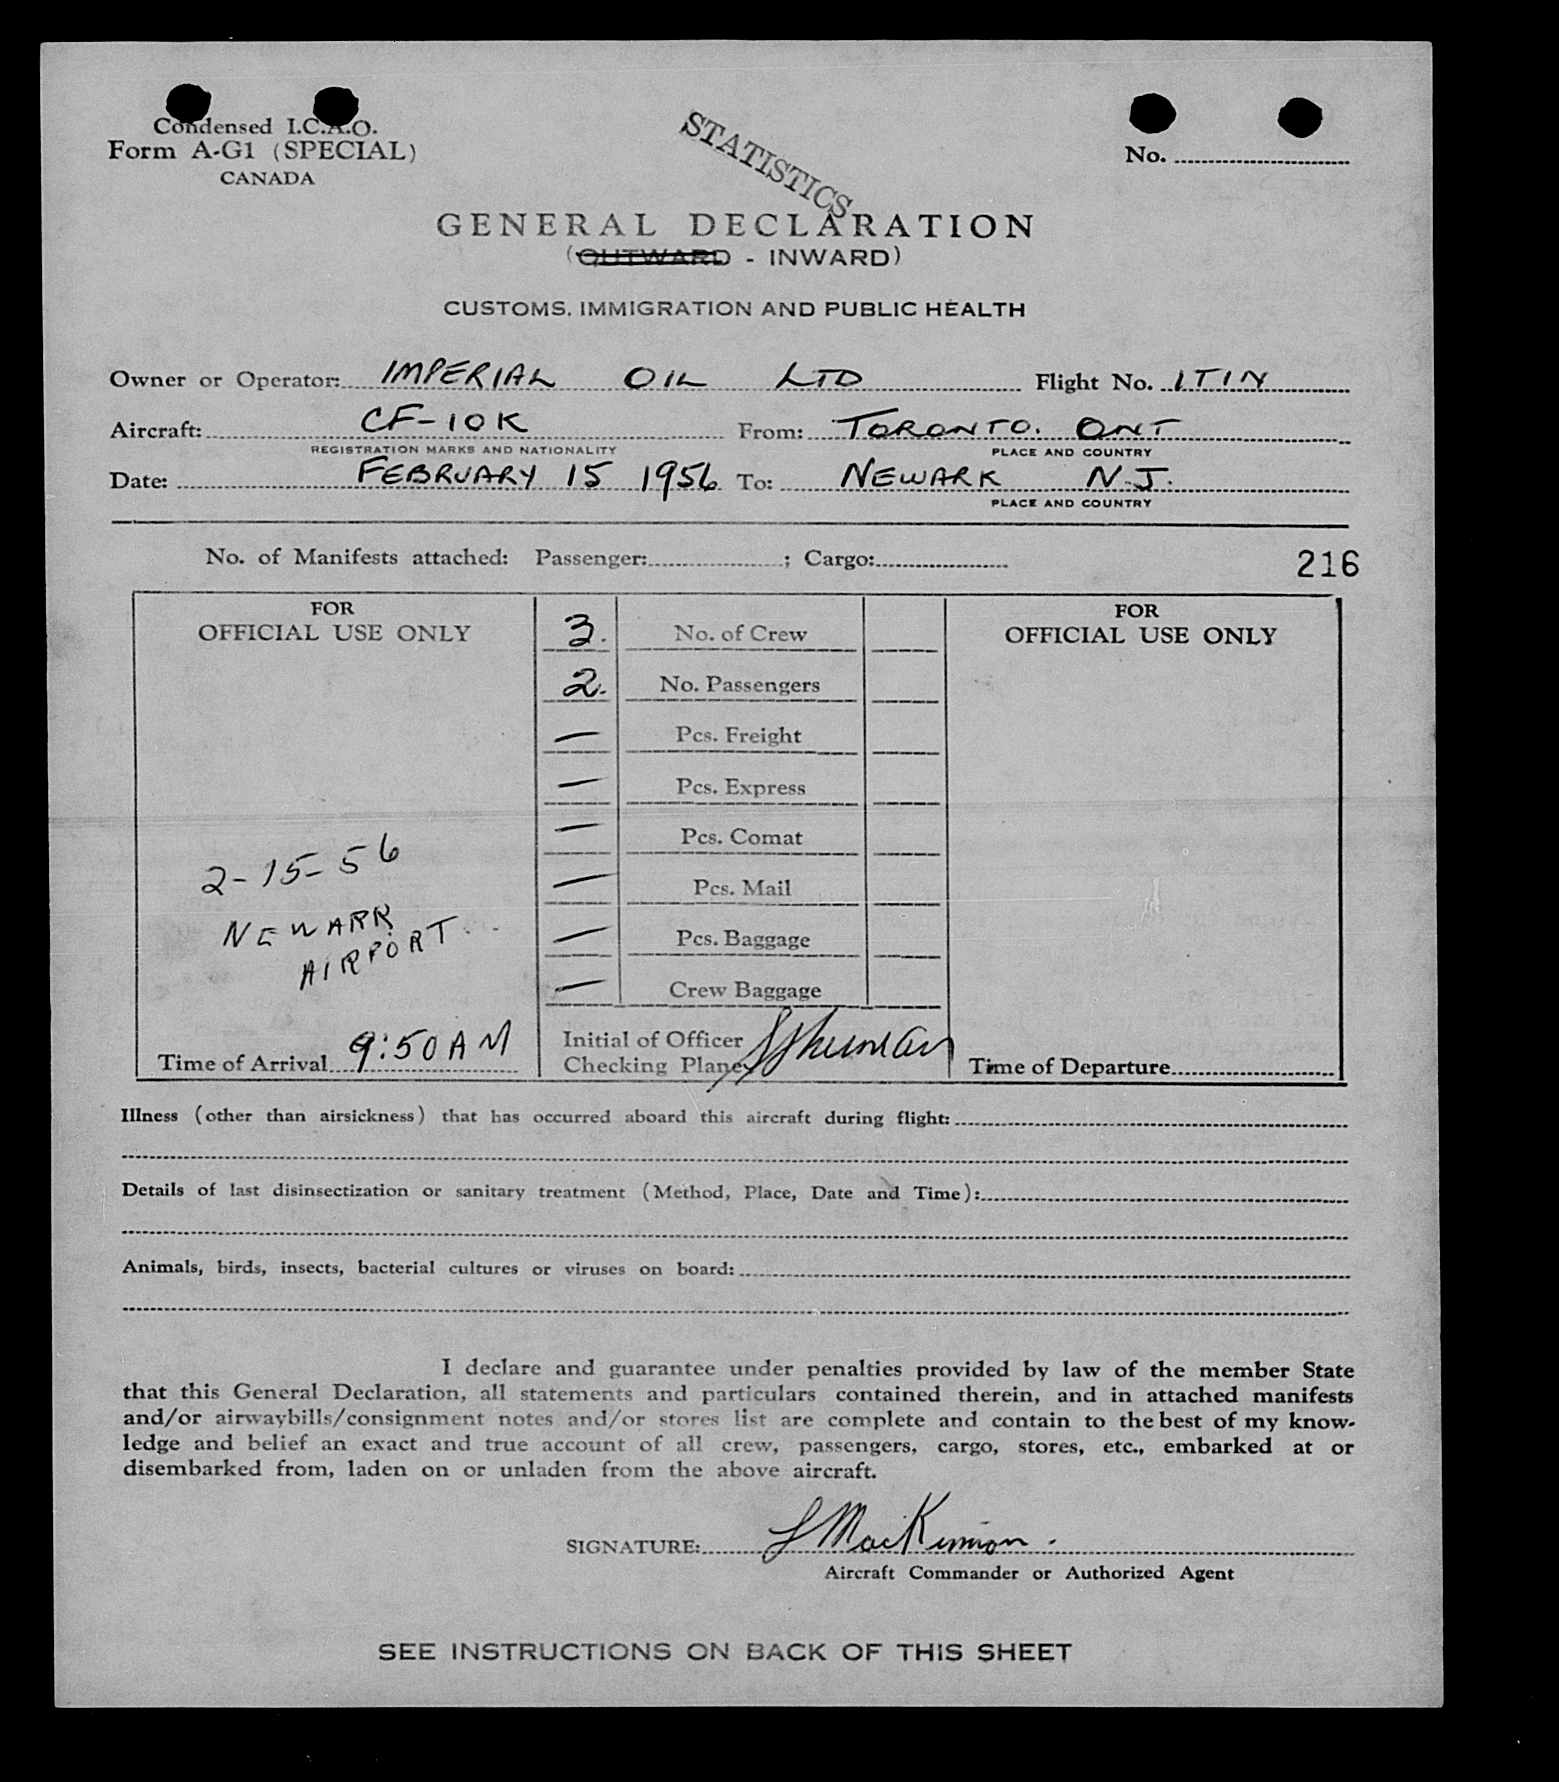 Condensed I.C.A.O.
Form A-G1 (SPECIAL)
CANADA
STATISTICS
No.
GENERAL DECLARATION
(OUTWARD - INWARD)
CUSTOMS, IMMIGRATION AND PUBLIC HEALTH
Owner or Operator: IMPERIAL OIL LTD Flight No. ITIN
Aircraft: CF-10K From: TORONTO. ONT
REGISTRATION MARKS AND NATIONALITY PLACE AND COUNTRY
Date: FEBRUARY 15 1956 To: NEWARK N.J.
PLACE AND COUNTRY
No. of Manifests attached: Passenger: ; Cargo: 216
FOR
OFFICIAL USE ONLY
3. No. of Crew
2. No. Passengers
— Pcs. Freight
— Pcs. Express
— Pcs. Comat
— Pcs. Mail
— Pcs. Baggage
— Crew Baggage
FOR
OFFICIAL USE ONLY
2-15-56
NEWARK
AIRPORT.
Time of Arrival 9:50 AM
Initial of Officer
Checking Plane
Time of Departure
Illness (other than airsickness) that has occurred aboard this aircraft during flight:
Details of last disinsectization or sanitary treatment (Method, Place, Date and Time):
Animals, birds, insects, bacterial cultures or viruses on board:
I declare and guarantee under penalties provided by law of the member State
that this General Declaration, all statements and particulars contained therein, and in attached manifests
and/or airwaybills/consignment notes and/or stores list are complete and contain to the best of my know-
ledge and belief an exact and true account of all crew, passengers, cargo, stores, etc., embarked at or
disembarked from, laden on or unladen from the above aircraft.
SIGNATURE: J MacKinnon.
Aircraft Commander or Authorized Agent
SEE INSTRUCTIONS ON BACK OF THIS SHEET